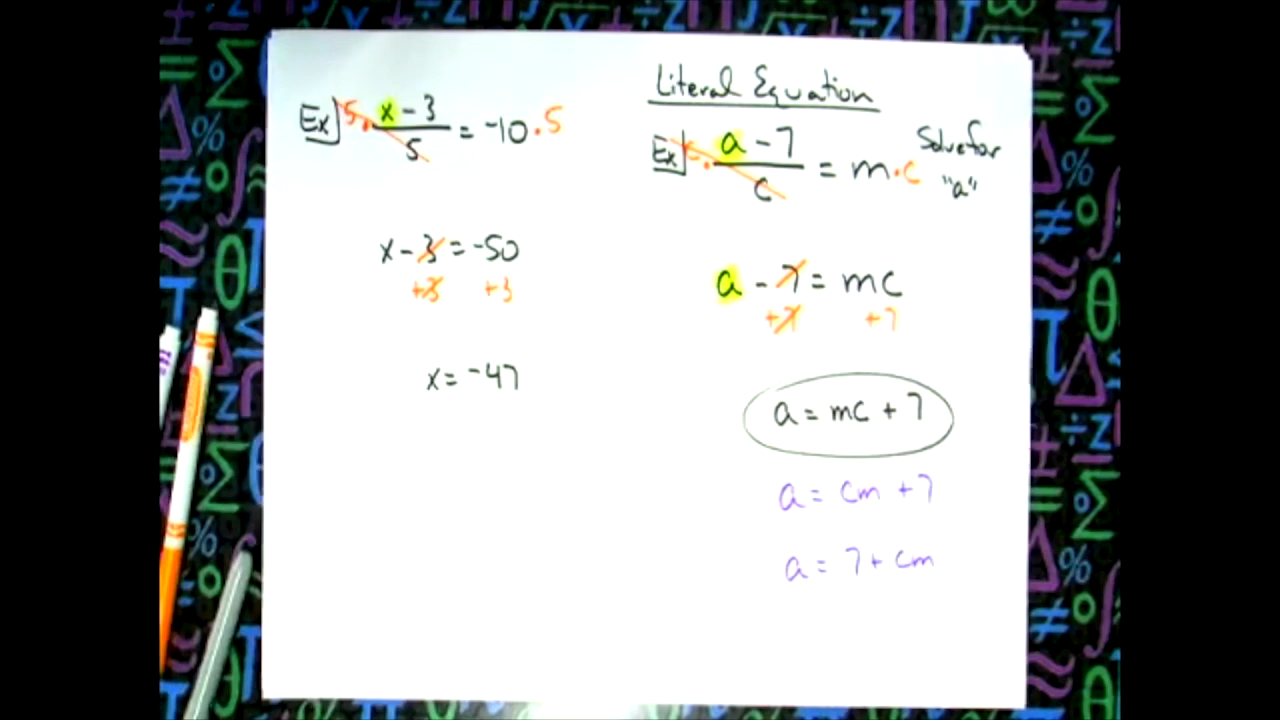 Ex] 5 · x - 3 / 5 = -10 · 5
x - 3 = -50
+3 +3
x = -47
Literal Equation
Ex] c · a - 7 / c = m · c
Solve for "a"
a - 7 = mc
+7 +7
a = mc + 7
a = cm + 7
a = 7 + cm